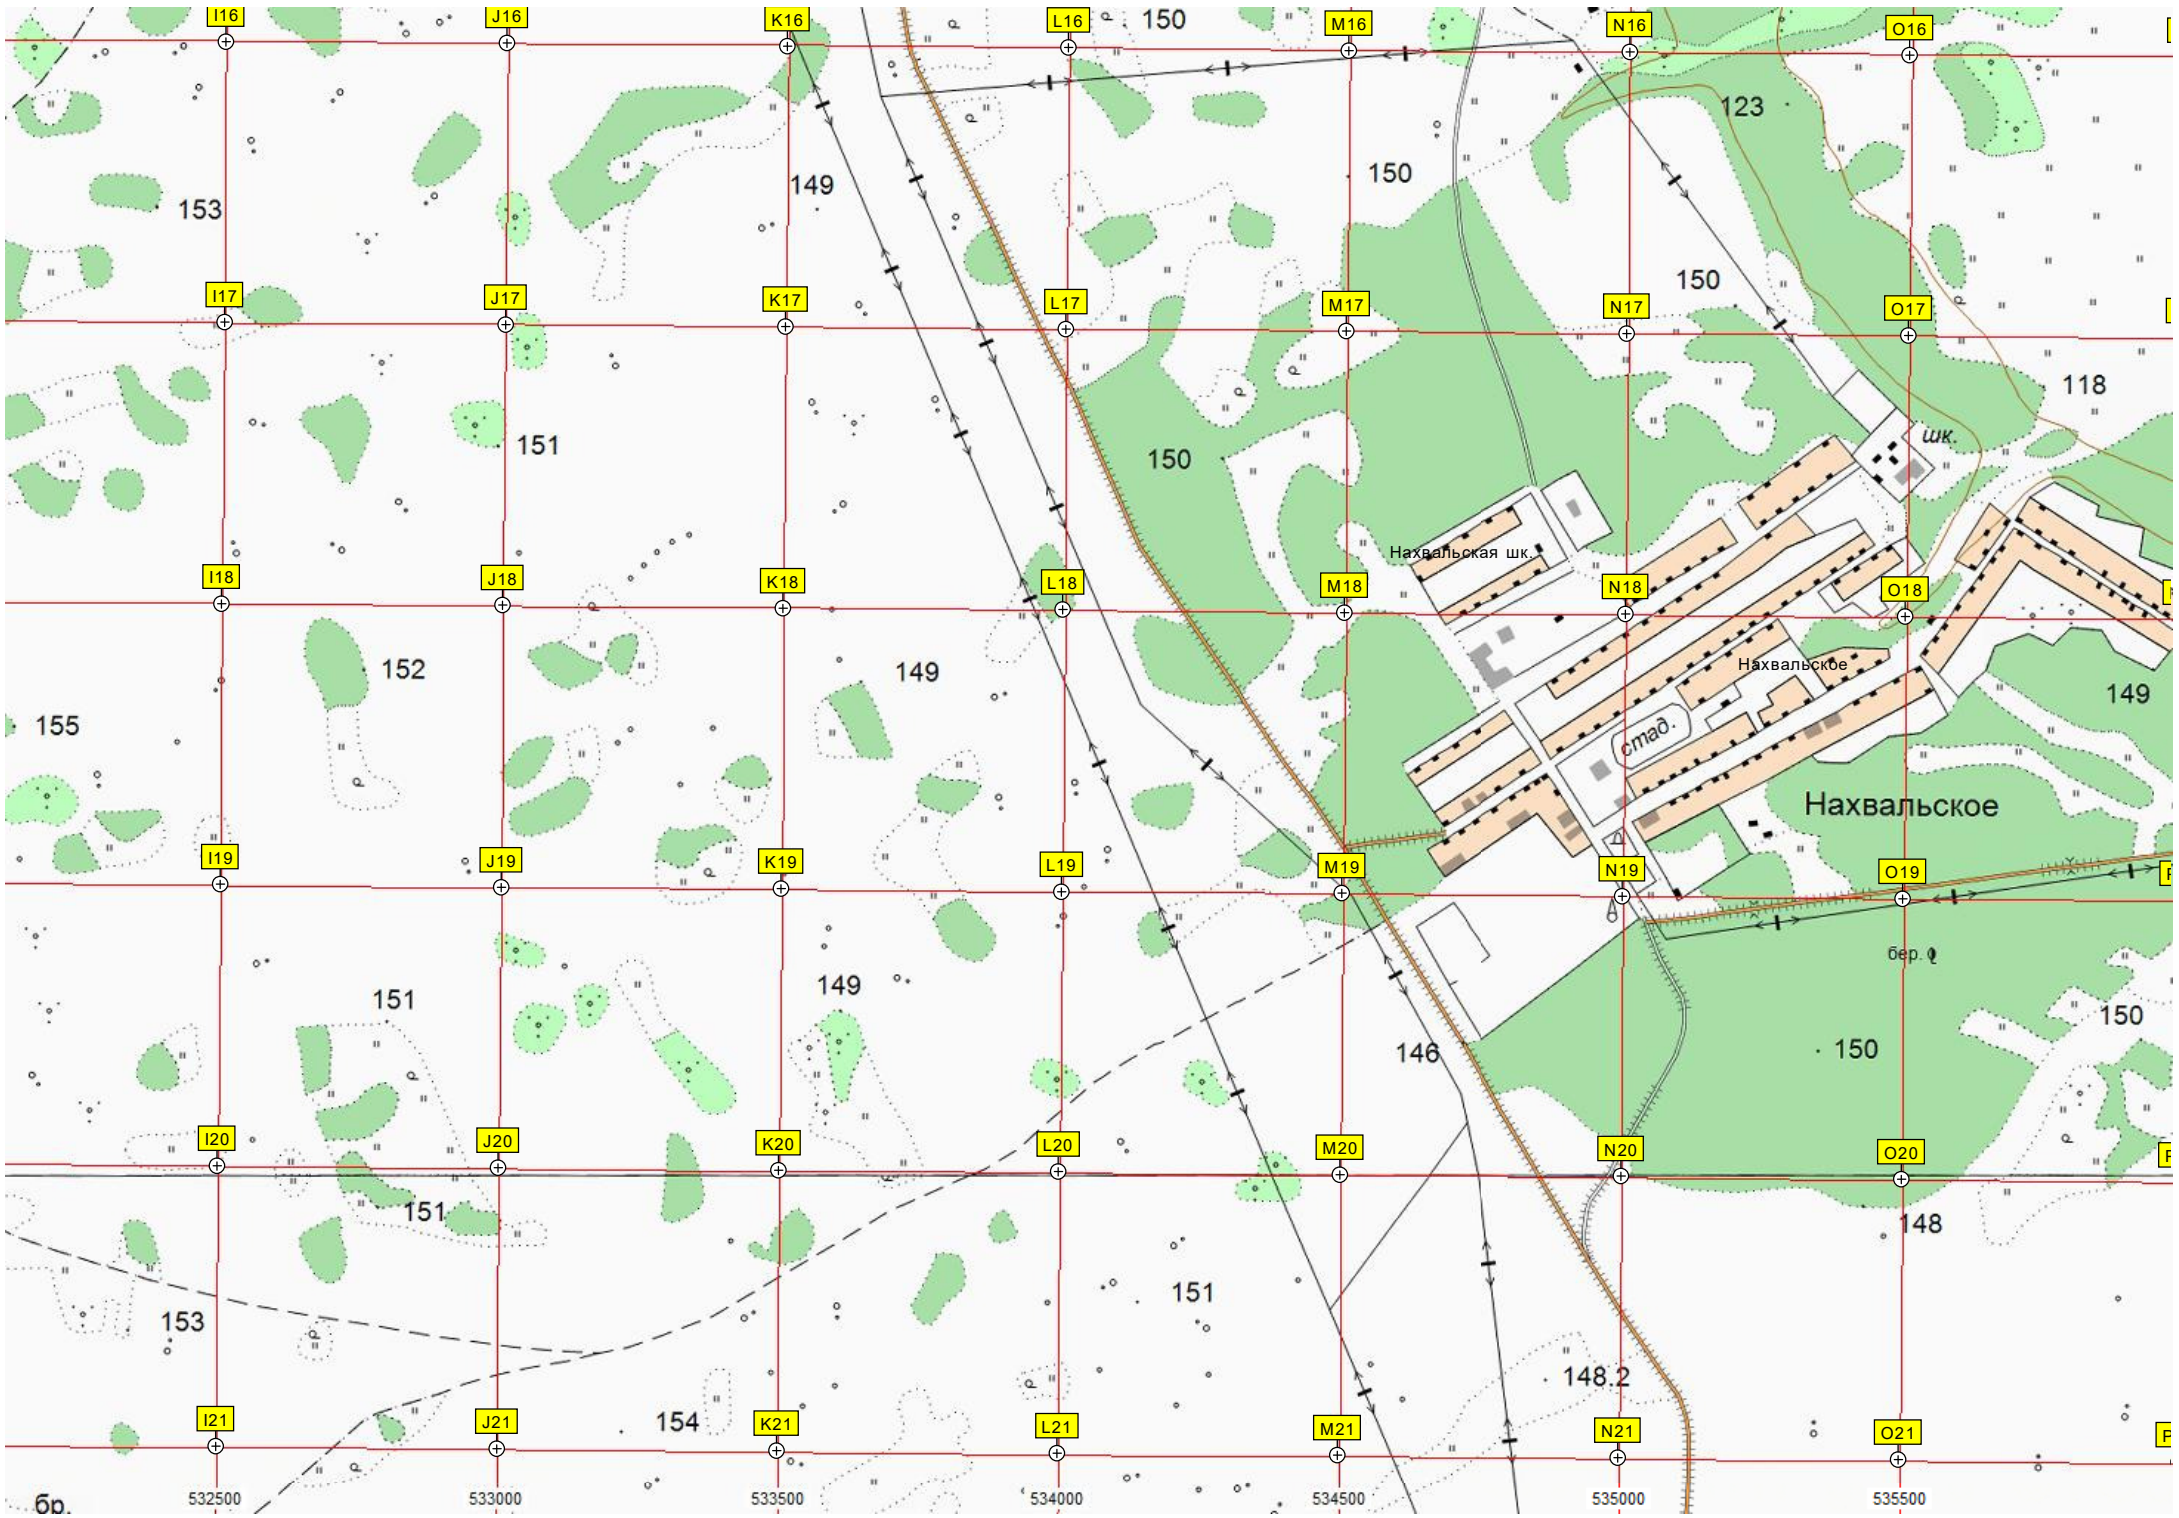 I16 J16 K16 L16 150 M16 N16 O16
123
149 150
153
150
I17 J17 K17 L17 M17 N17 O17
118
151 150 шк.
Нахвальская шк.
I18 J18 K18 L18 M18 N18 O18
152 149 Нахвальское
149
155 стад.
Нахвальское
I19 J19 K19 L19 M19 N19 O19
бер.
151 149
150
146 150
I20 J20 K20 L20 M20 N20 O20
151 148
153 151
148.2
154
I21 J21 K21 L21 M21 N21 O21
бр. 532500 533000 533500 534000 534500 535000 535500